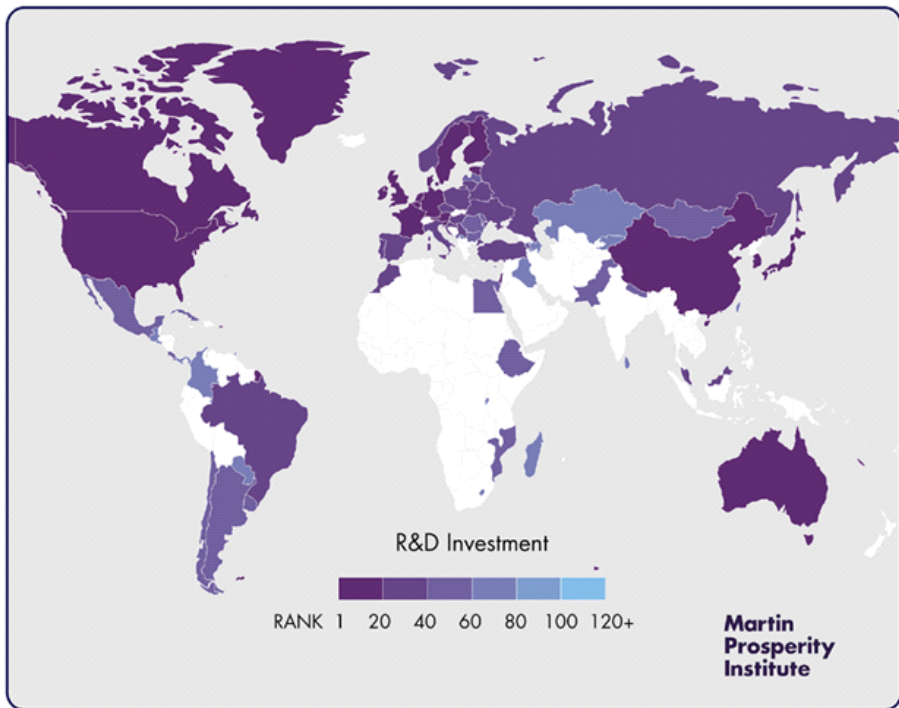 R&D Investment
RANK 1 20 40 60 80 100 120+
Martin
Prosperity
Institute